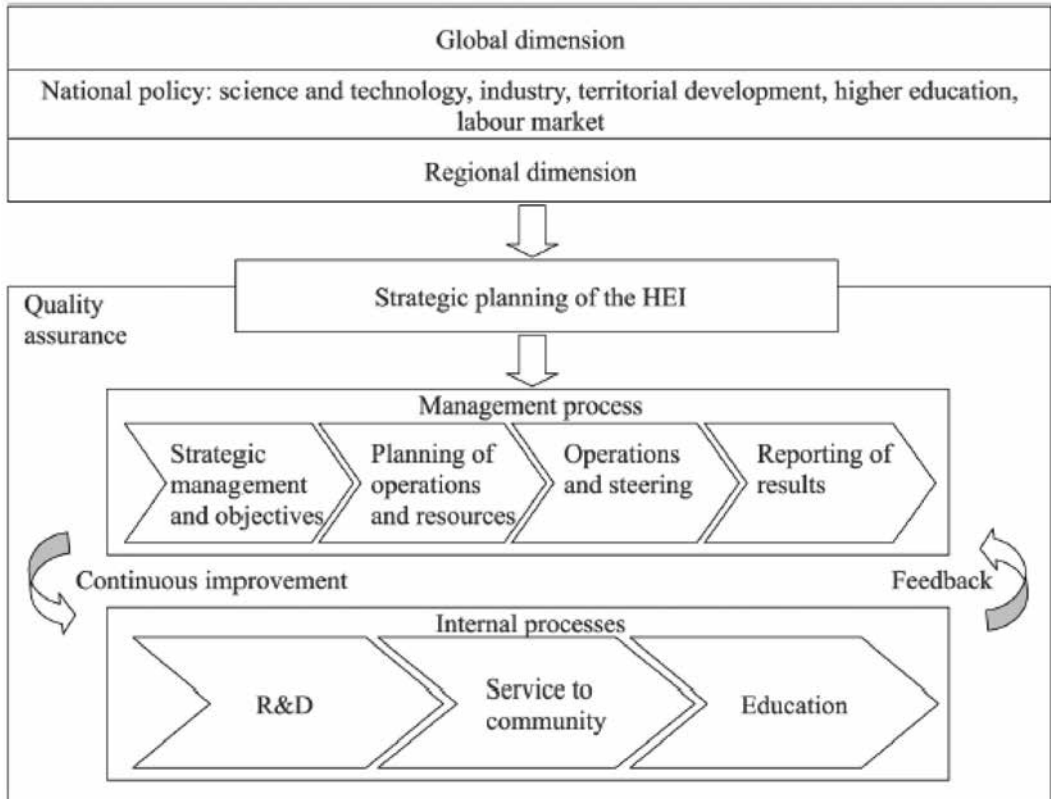 Global dimension
National policy: science and technology, industry, territorial development, higher education,
labour market
Regional dimension
Strategic planning of the HEI
Quality
assurance
Management process
Strategic
management
and objectives
Planning of
operations
and resources
Operations
and steering
Reporting of
results
Continuous improvement
Feedback
Internal processes
R&D
Service to
community
Education